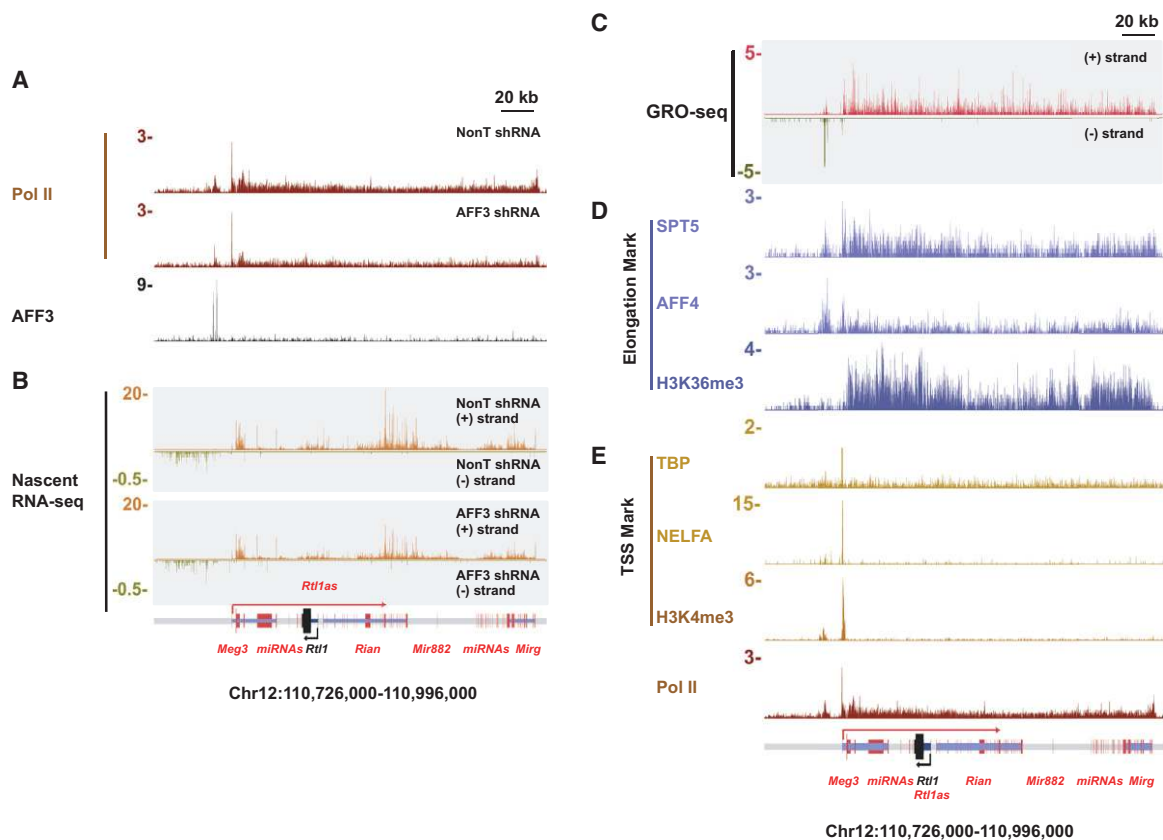 A
20 kb
Pol II
3-
NonT shRNA
3-
AFF3 shRNA
9-
AFF3
B
Nascent
RNA-seq
20-
NonT shRNA
(+) strand
NonT shRNA
(-) strand
-0.5-
20-
AFF3 shRNA
(+) strand
AFF3 shRNA
(-) strand
-0.5-
Rtl1as
Meg3 miRNAs Rtl1 Rian Mir882 miRNAs Mirg
Chr12:110,726,000-110,996,000
C
20 kb
GRO-seq
5-
(+) strand
(-) strand
-5-
D
Elongation Mark
3-
SPT5
3-
AFF4
4-
H3K36me3
E
TSS Mark
2-
TBP
15-
NELFA
6-
H3K4me3
3-
Pol II
Meg3 miRNAs Rtl1 Rian Mir882 miRNAs Mirg
Rtl1as
Chr12:110,726,000-110,996,000